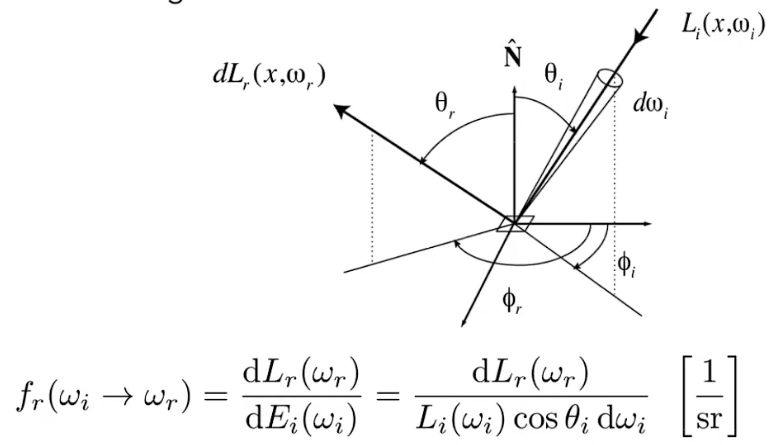 L_i(x,ω_i)
N̂
dL_r(x,ω_r)
θ_r
θ_i
dω_i
ϕ_i
ϕ_r
f_r(ω_i → ω_r) = dL_r(ω_r)/dE_i(ω_i) = dL_r(ω_r)/(L_i(ω_i) cos θ_i dω_i) [1/sr]